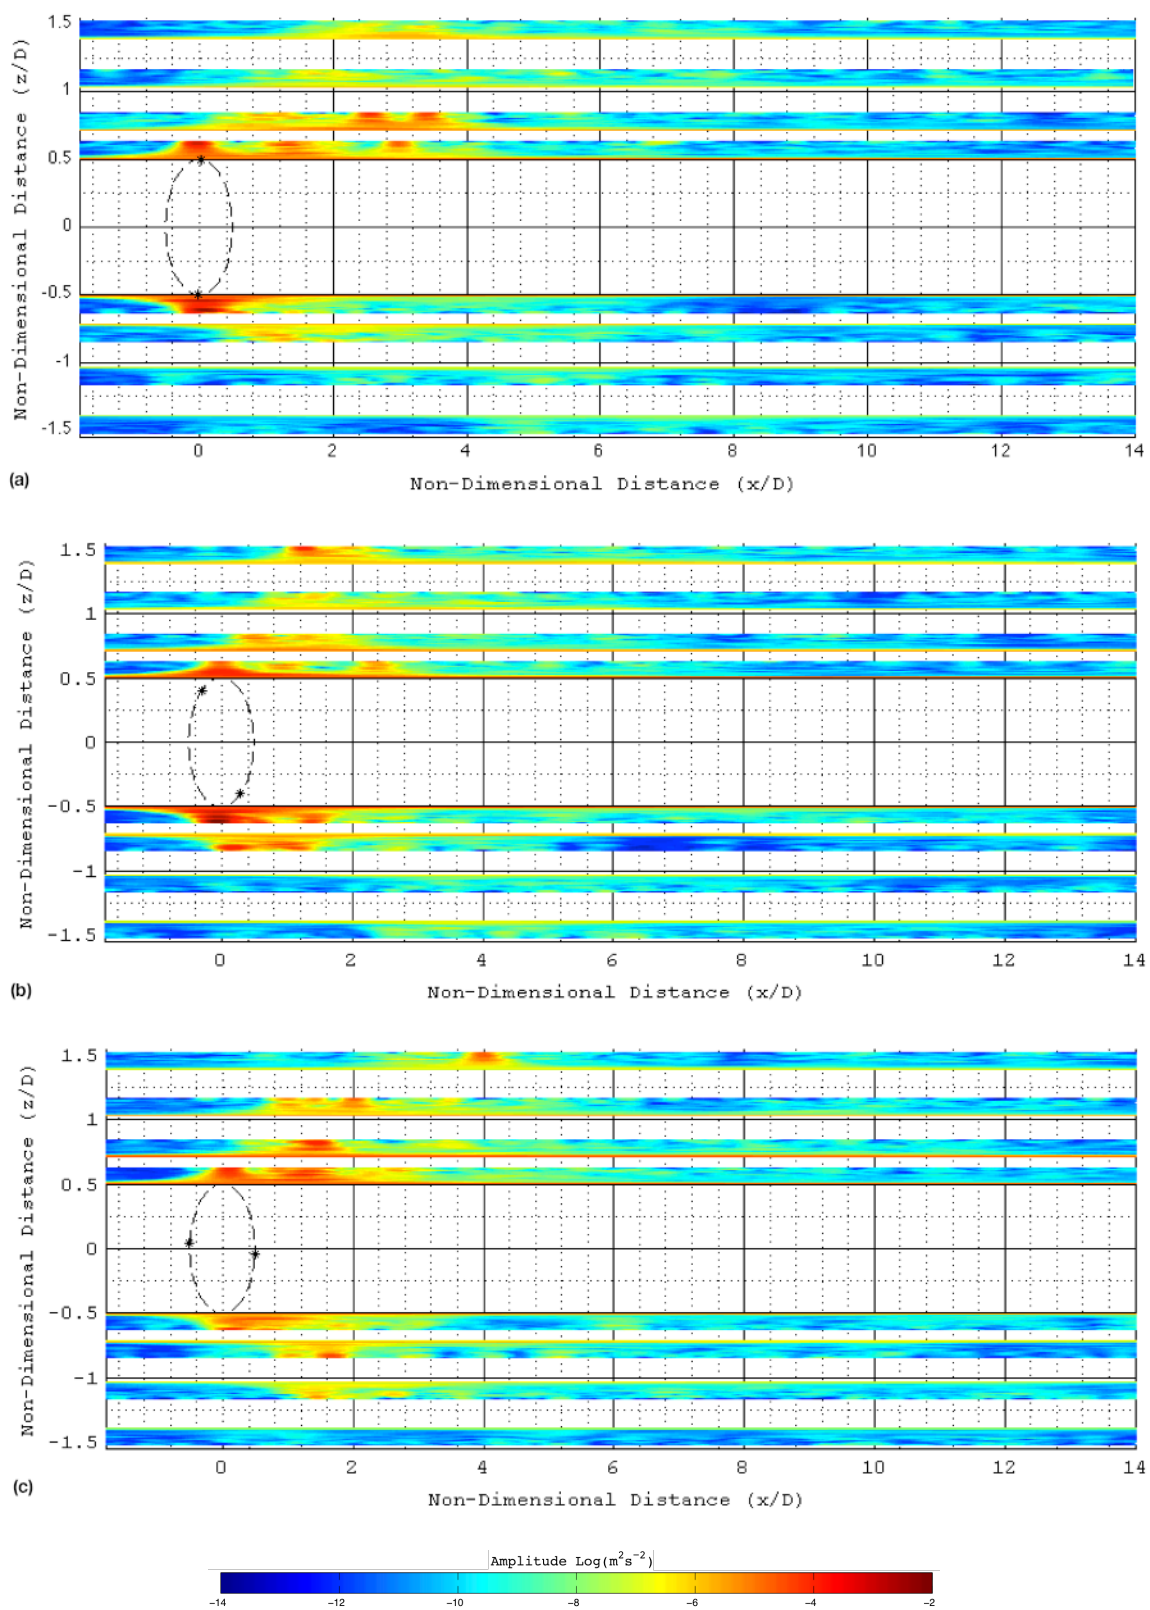 1.5
1
0.5
0
-0.5
-1
-1.5
Non-Dimensional Distance (z/D)
0 2 4 6 8 10 12 14
(a)
Non-Dimensional Distance (x/D)
1.5
1
0.5
0
-0.5
-1
-1.5
Non-Dimensional Distance (z/D)
0 2 4 6 8 10 12 14
(b)
Non-Dimensional Distance (x/D)
1.5
1
0.5
0
-0.5
-1
-1.5
Non-Dimensional Distance (z/D)
0 2 4 6 8 10 12 14
(c)
Non-Dimensional Distance (x/D)
Amplitude Log(m²s⁻²)
-14 -12 -10 -8 -6 -4 -2